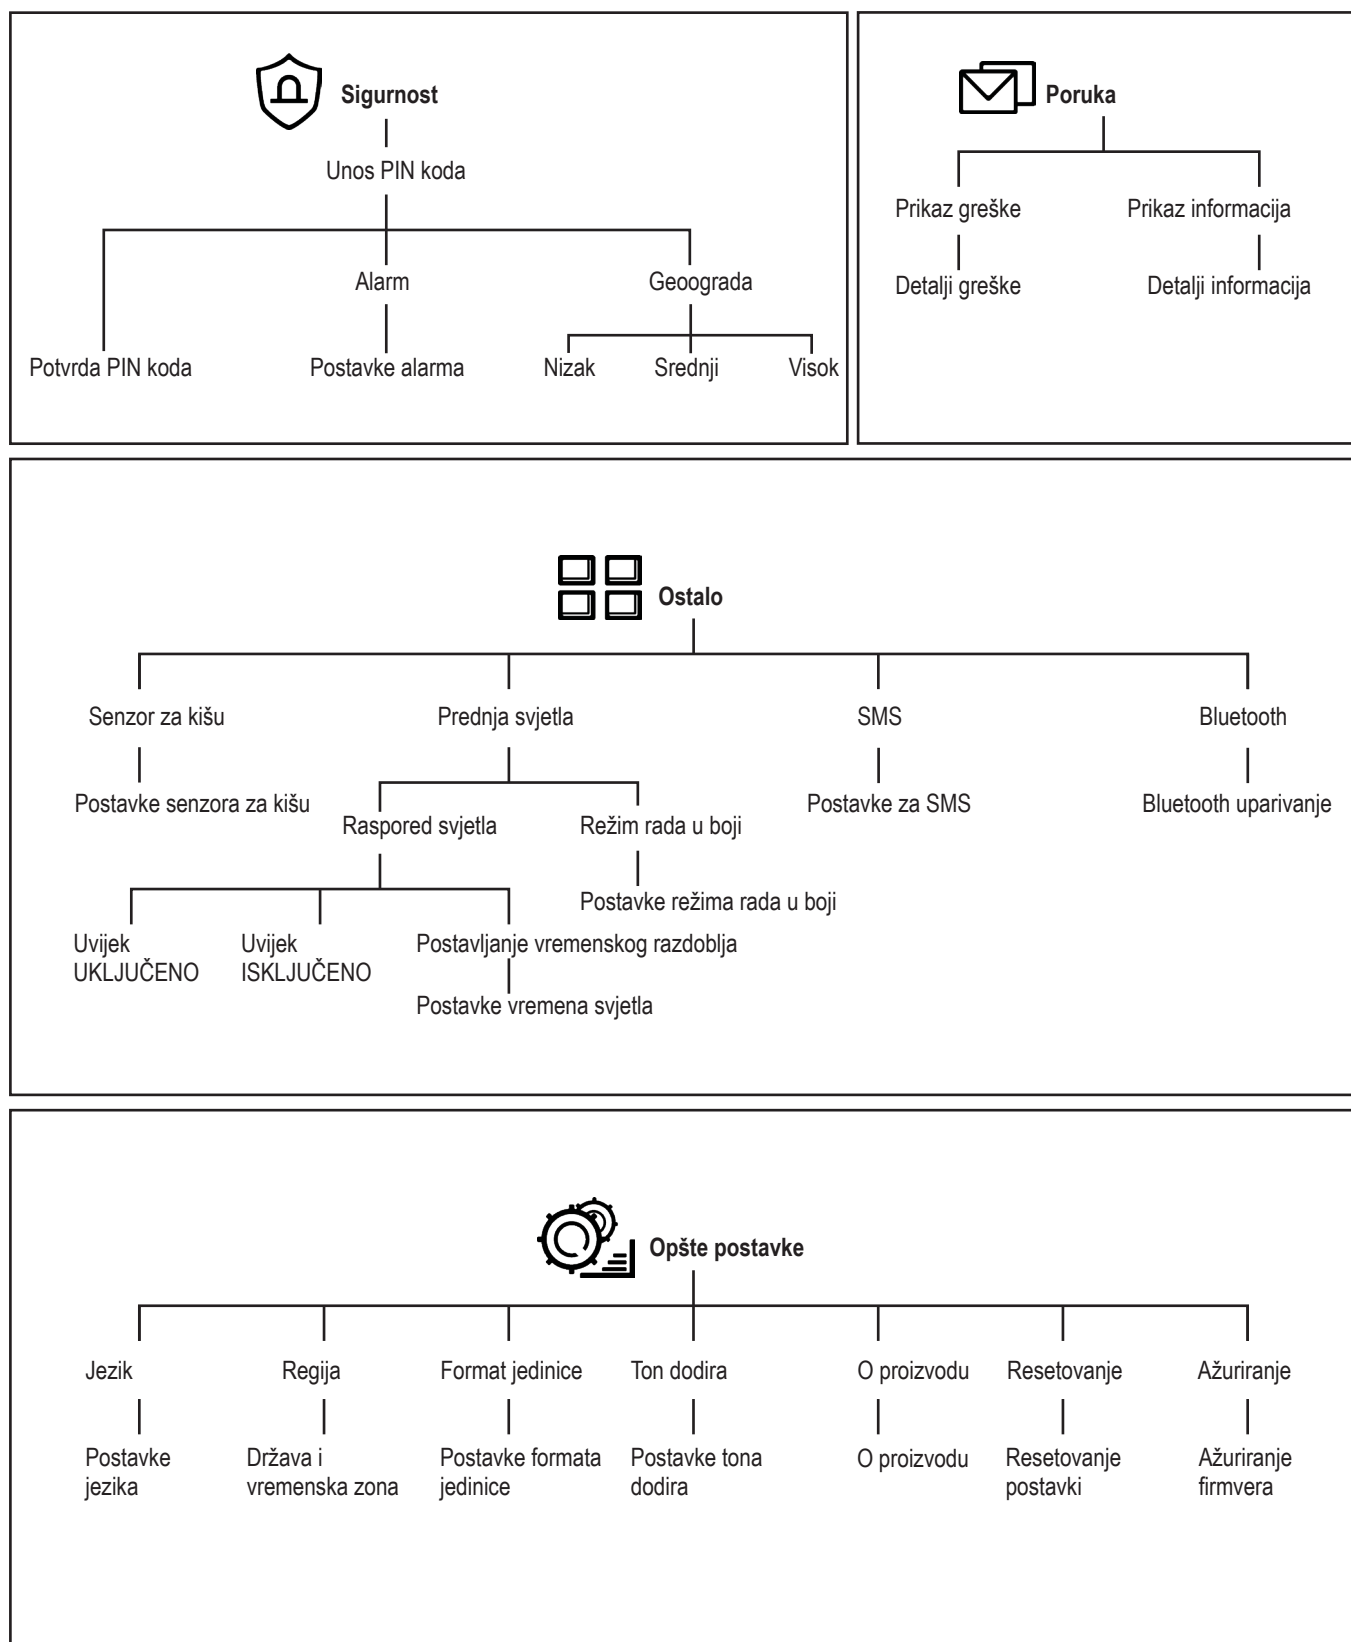 Sigurnost
Unos PIN koda
Alarm
Geoograda
Potvrda PIN koda
Postavke alarma
Nizak
Srednji
Visok
Poruka
Prikaz greške
Prikaz informacija
Detalji greške
Detalji informacija
Ostalo
Senzor za kišu
Prednja svjetla
SMS
Bluetooth
Postavke senzora za kišu
Postavke za SMS
Bluetooth uparivanje
Raspored svjetla
Režim rada u boji
Postavke režima rada u boji
Uvijek
UKLJUČENO
Uvijek
ISKLJUČENO
Postavljanje vremenskog razdoblja
Postavke vremena svjetla
Opšte postavke
Jezik
Regija
Format jedinice
Ton dodira
O proizvodu
Resetovanje
Ažuriranje
Postavke
jezika
Država i
vremenska zona
Postavke formata
jedinice
Postavke tona
dodira
O proizvodu
Resetovanje
postavki
Ažuriranje
firmvera